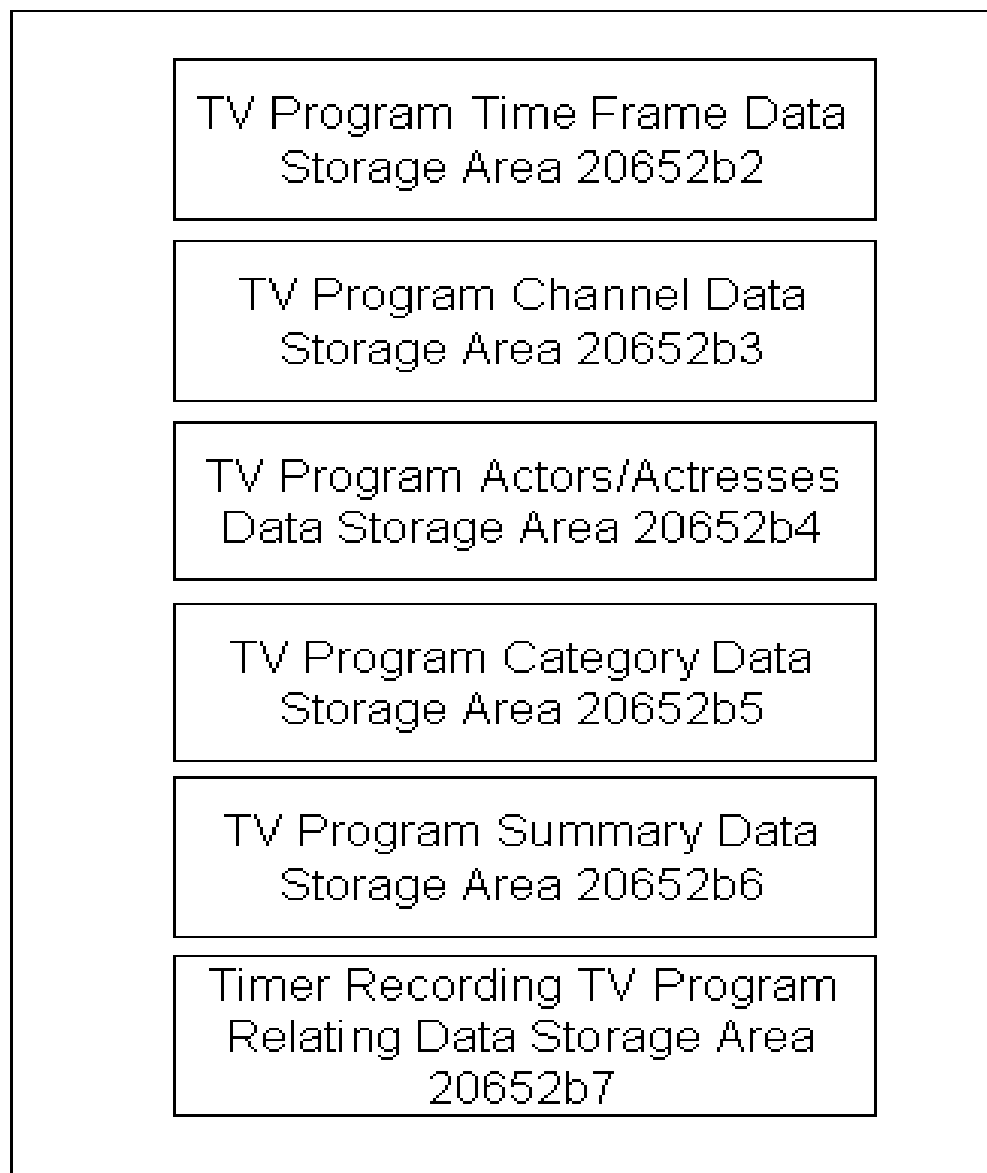 TV Program Time Frame Data
Storage Area 20652b2
TV Program Channel Data
Storage Area 20652b3
TV Program Actors/Actresses
Data Storage Area 20652b4
TV Program Category Data
Storage Area 20652b5
TV Program Summary Data
Storage Area 20652b6
Timer Recording TV Program
Relating Data Storage Area
20652b7